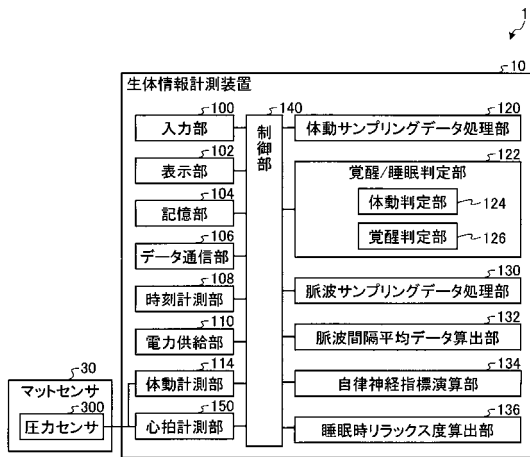 1
10
生体情報計測装置
100
入力部
102
表示部
104
記憶部
106
データ通信部
108
時刻計測部
110
電力供給部
114
体動計測部
150
心拍計測部
140
制御部
120
体動サンプリングデータ処理部
122
覚醒/睡眠判定部
体動判定部
124
覚醒判定部
126
130
脈波サンプリングデータ処理部
132
脈波間隔平均データ算出部
134
自律神経指標演算部
136
睡眠時リラックス度算出部
30
マットセンサ
300
圧力センサ